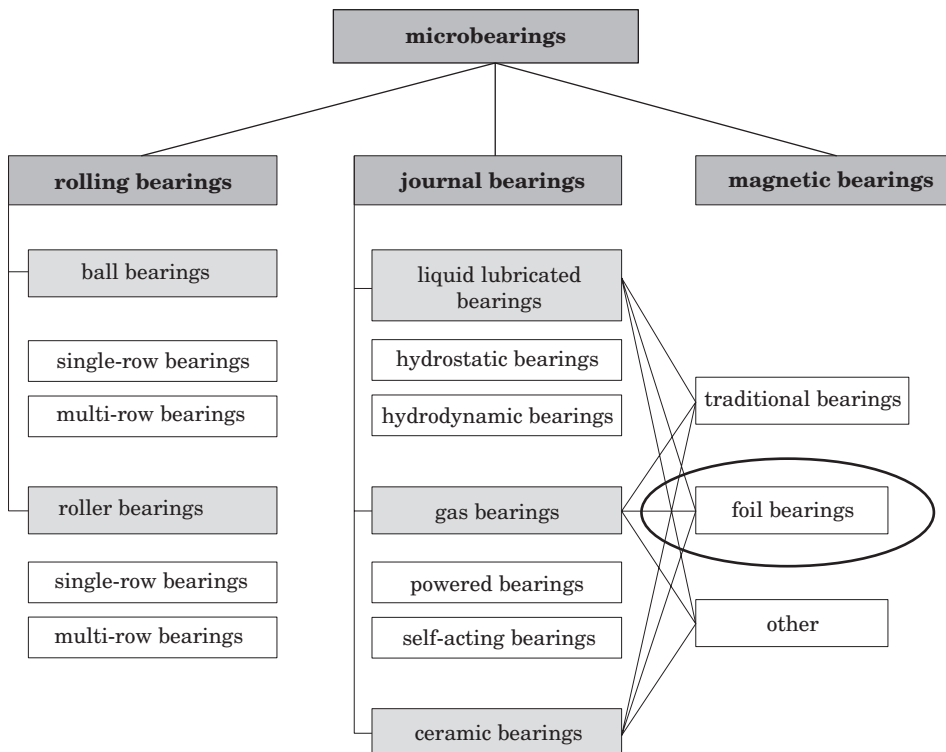 microbearings
rolling bearings
journal bearings
magnetic bearings
ball bearings
single-row bearings
multi-row bearings
roller bearings
single-row bearings
multi-row bearings
liquid lubricated
bearings
hydrostatic bearings
hydrodynamic bearings
gas bearings
powered bearings
self-acting bearings
ceramic bearings
traditional bearings
foil bearings
other